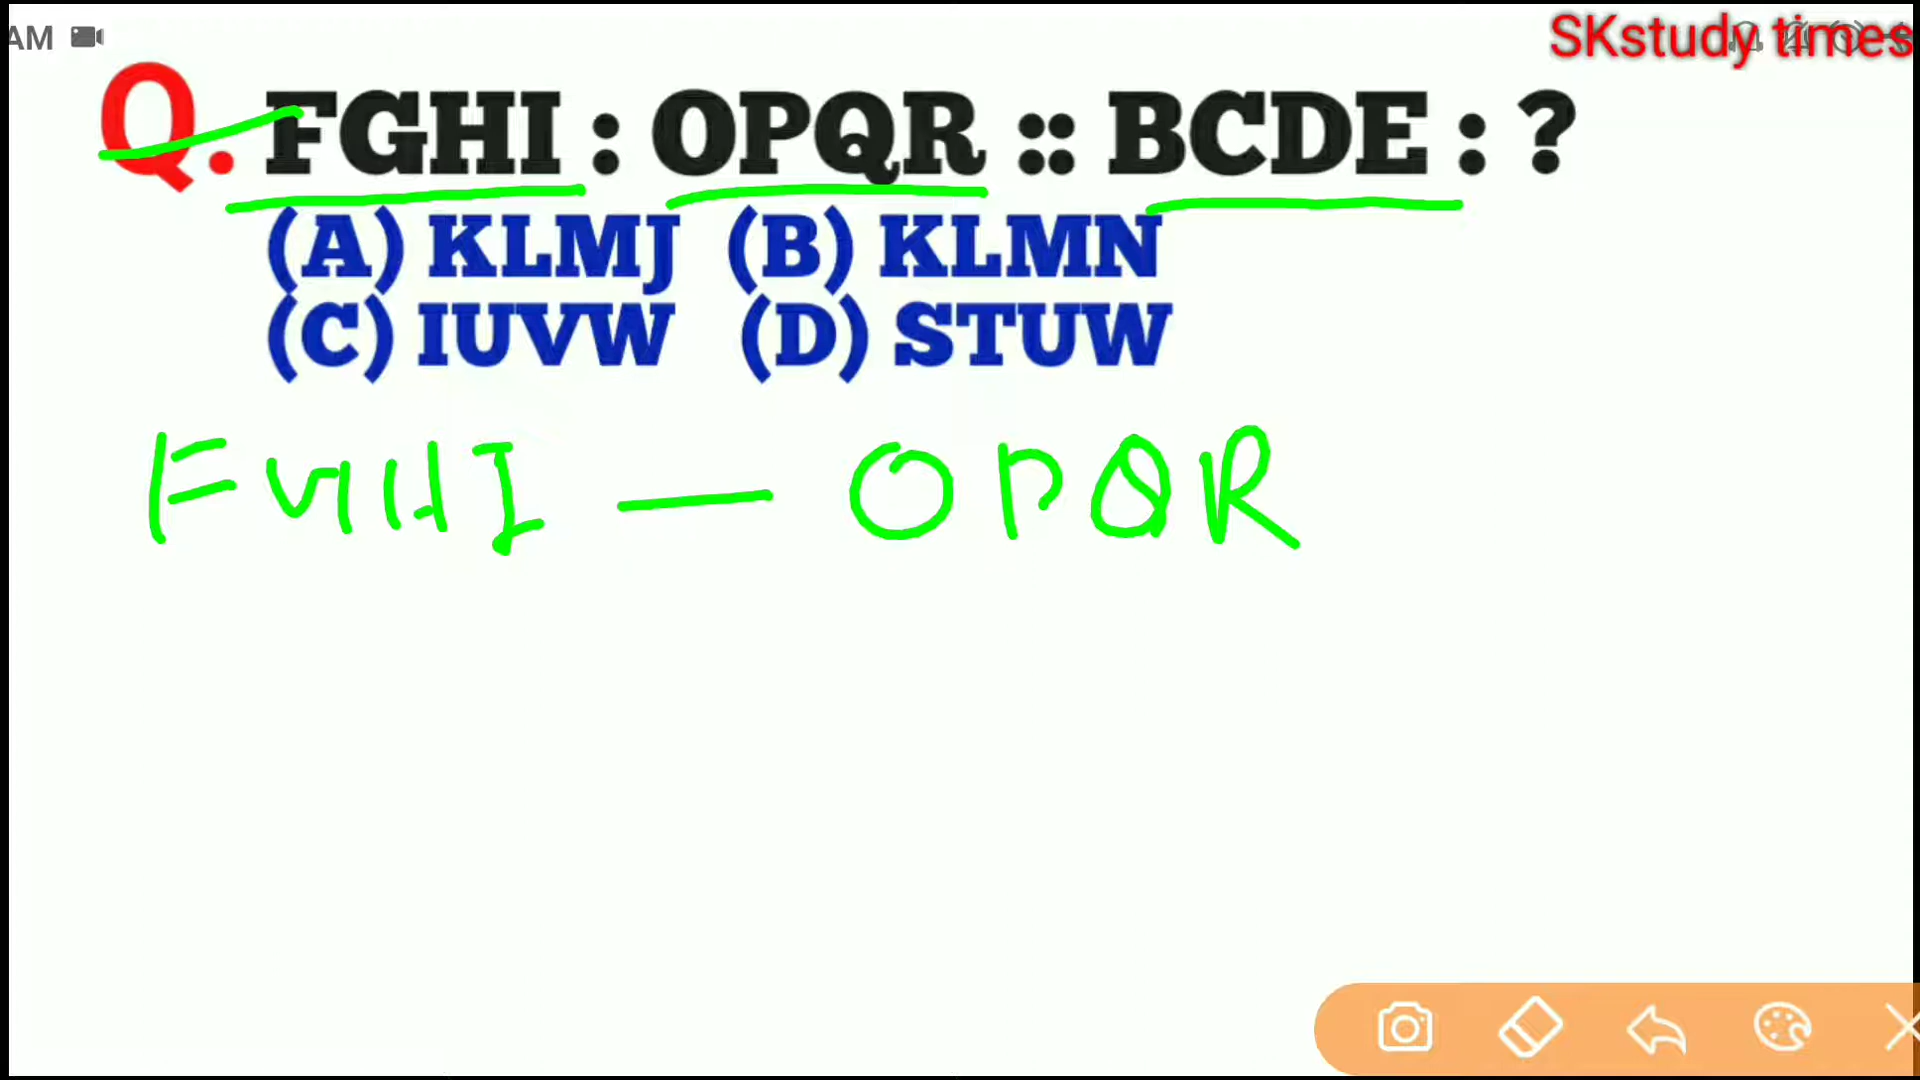 AM
SKstudy times
Q. FGHI : OPQR :: BCDE : ?
(A) KLMJ (B) KLMN
(C) IUVW (D) STUW
FGHI — OPQR